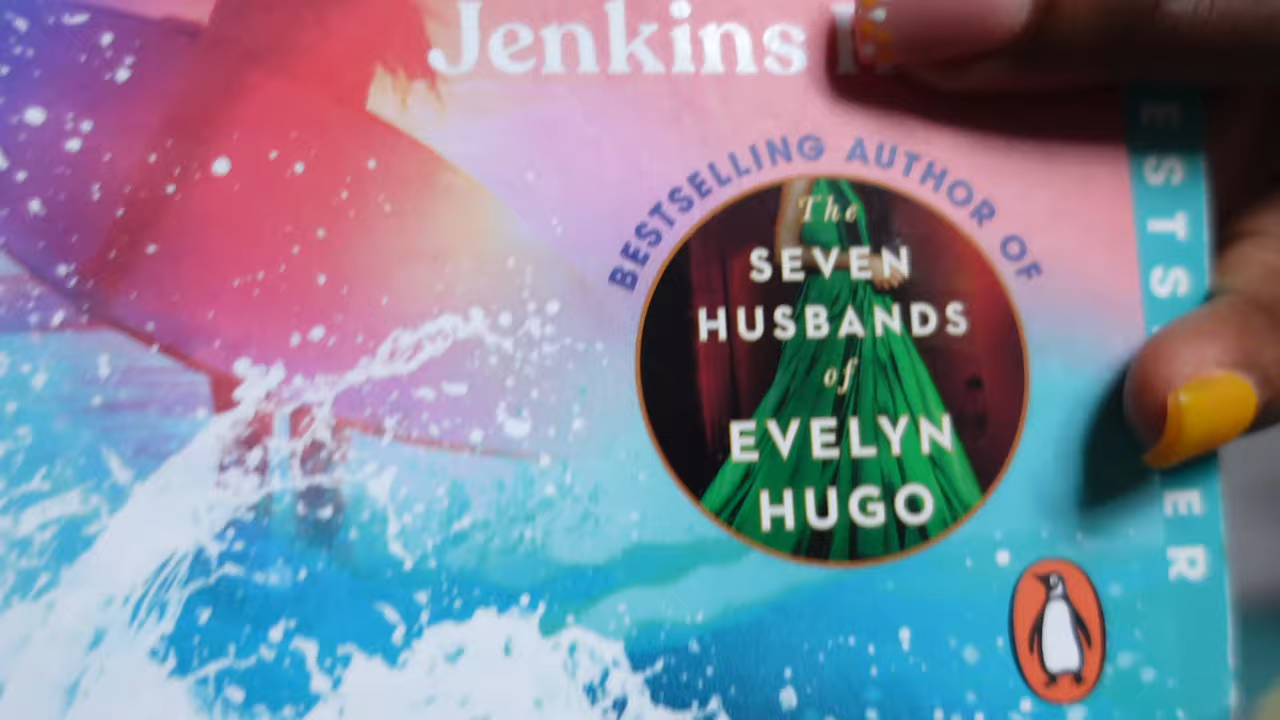 Jenkins
BESTSELLING AUTHOR OF
The
SEVEN
HUSBANDS
of
EVELYN
HUGO